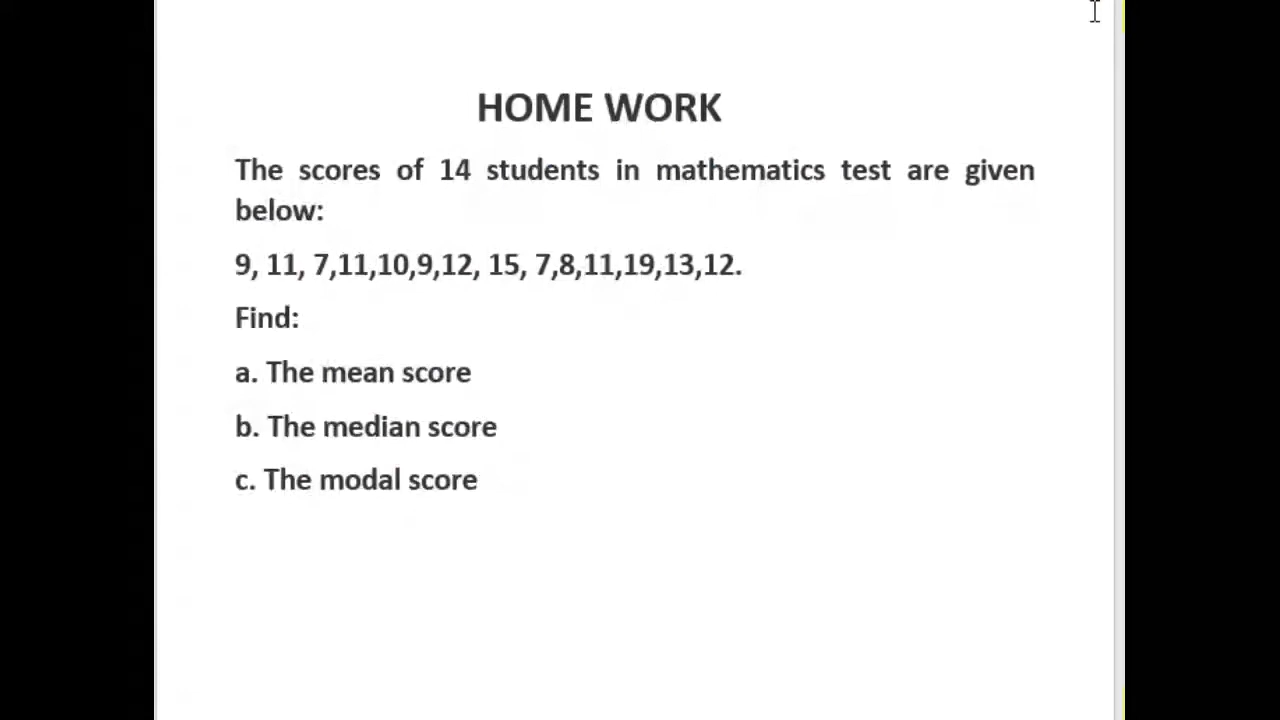 HOME WORK
The scores of 14 students in mathematics test are given
below:
9, 11, 7,11,10,9,12, 15, 7,8,11,19,13,12.
Find:
a. The mean score
b. The median score
c. The modal score